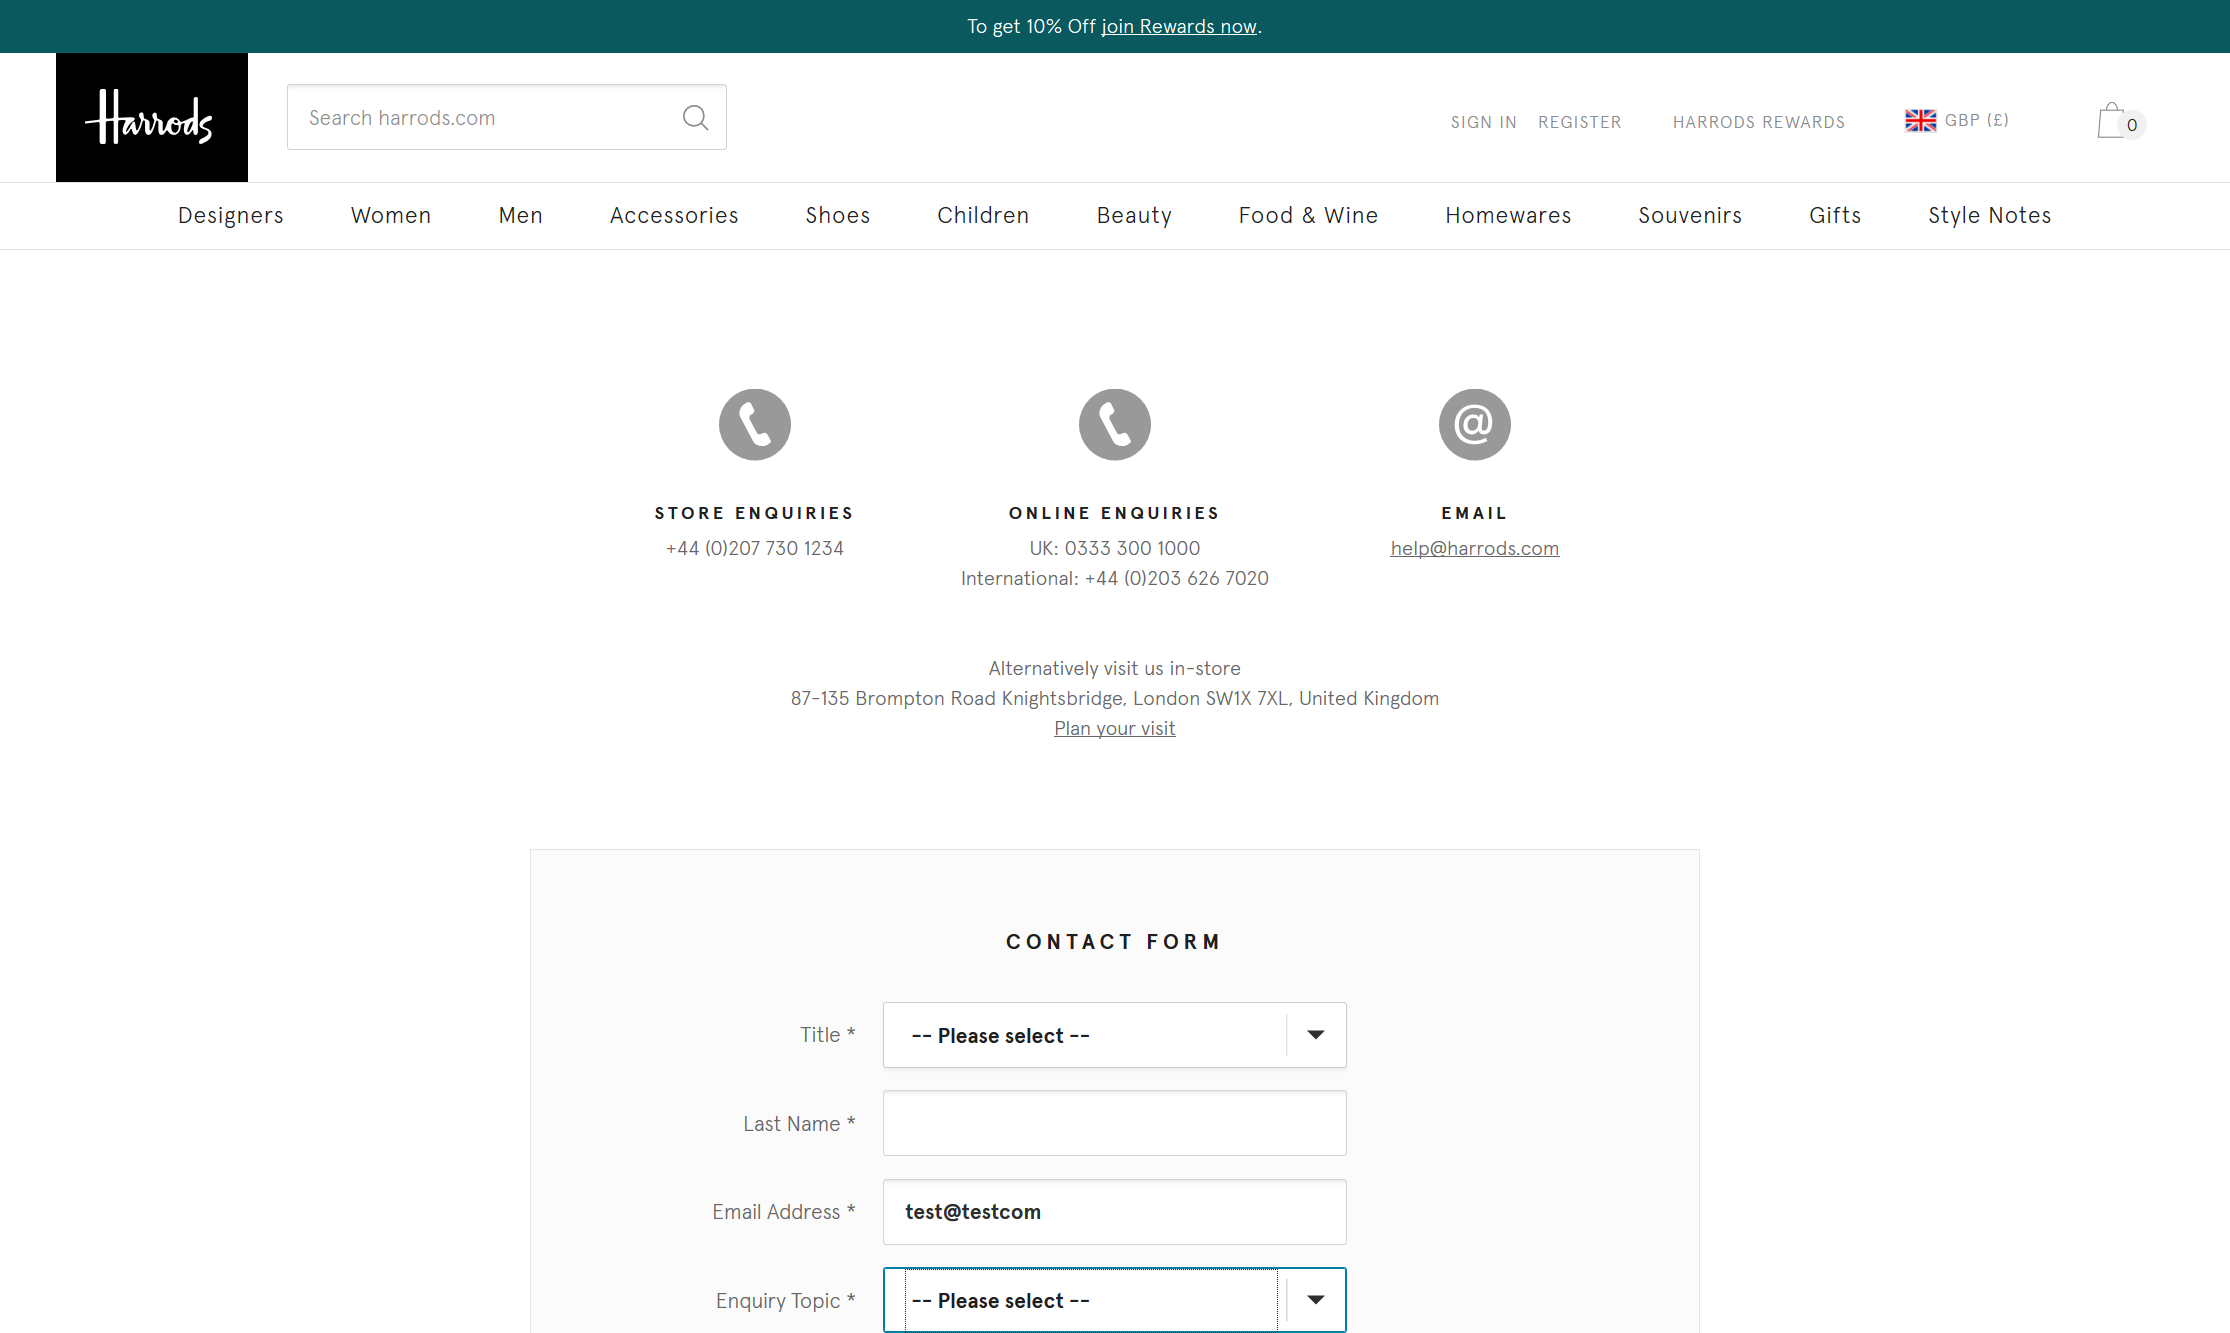 To get 10% Off join Rewards now.
Harrods
Search harrods.com
SIGN IN REGISTER HARRODS REWARDS GBP (£) 0
Designers Women Men Accessories Shoes Children Beauty Food & Wine Homewares Souvenirs Gifts Style Notes
STORE ENQUIRIES
+44 (0)207 730 1234
ONLINE ENQUIRIES
UK: 0333 300 1000
International: +44 (0)203 626 7020
@
EMAIL
help@harrods.com
Alternatively visit us in-store
87-135 Brompton Road Knightsbridge, London SW1X 7XL, United Kingdom
Plan your visit
CONTACT FORM
Title * -- Please select --
Last Name *
Email Address * test@testcom
Enquiry Topic * -- Please select --